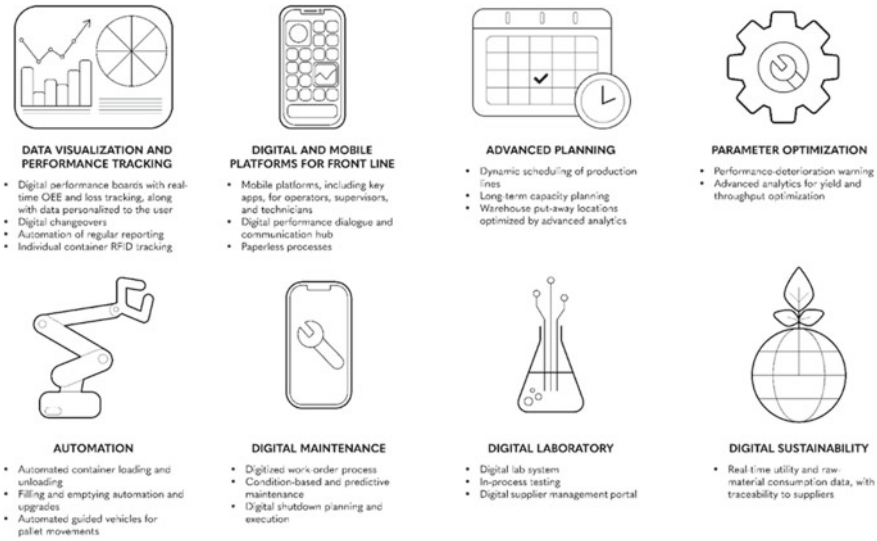 DATA VISUALIZATION AND
PERFORMANCE TRACKING
• Digital performance boards with real-
time OEE and loss tracking, along
with data personalized to the user
• Digital changeovers
• Automation of regular reporting
• Individual container RFID tracking
DIGITAL AND MOBILE
PLATFORMS FOR FRONT LINE
• Mobile platforms, including key
apps, for operators, supervisors,
and technicians
• Digital performance dialogue and
communication hub
• Paperless processes
ADVANCED PLANNING
• Dynamic scheduling of production
lines
• Long-term capacity planning
• Warehouse put-away locations
optimized by advanced analytics
PARAMETER OPTIMIZATION
• Performance-deterioration warning
• Advanced analytics for yield and
throughput optimization
AUTOMATION
• Automated container loading and
unloading
• Filling and emptying automation and
upgrades
• Automated guided vehicles for
pallet movements
DIGITAL MAINTENANCE
• Digitized work-order process
• Condition-based and predictive
maintenance
• Digital shutdown planning and
execution
DIGITAL LABORATORY
• Digital lab system
• In-process testing
• Digital supplier management portal
DIGITAL SUSTAINABILITY
• Real-time utility and raw-
material consumption data, with
traceability to suppliers